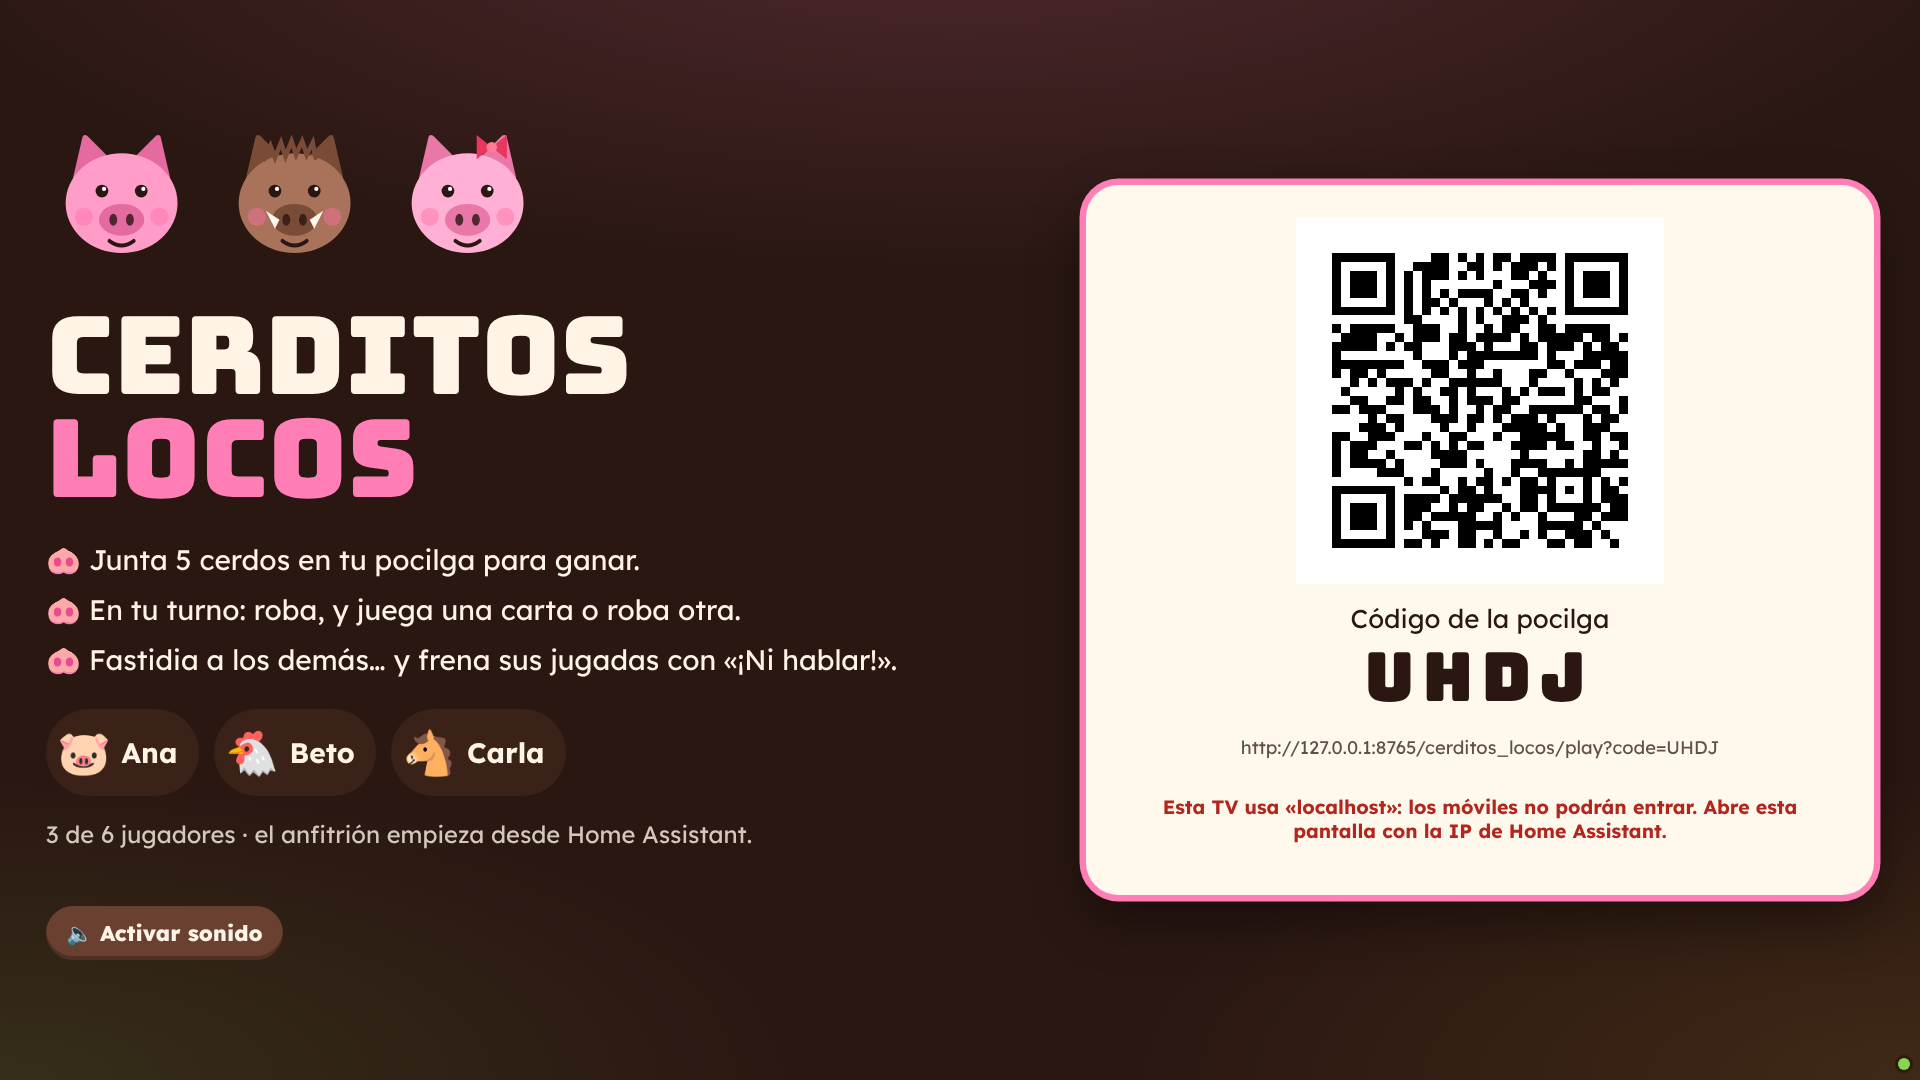 CERDITOS
LOCOS
Junta 5 cerdos en tu pocilga para ganar.
En tu turno: roba, y juega una carta o roba otra.
Fastidia a los demás... y frena sus jugadas con «¡Ni hablar!».
Ana
Beto
Carla
3 de 6 jugadores · el anfitrión empieza desde Home Assistant.
Activar sonido
Código de la pocilga
UHDJ
http://127.0.0.1:8765/cerditos_locos/play?code=UHDJ
Esta TV usa «localhost»: los móviles no podrán entrar. Abre esta
pantalla con la IP de Home Assistant.